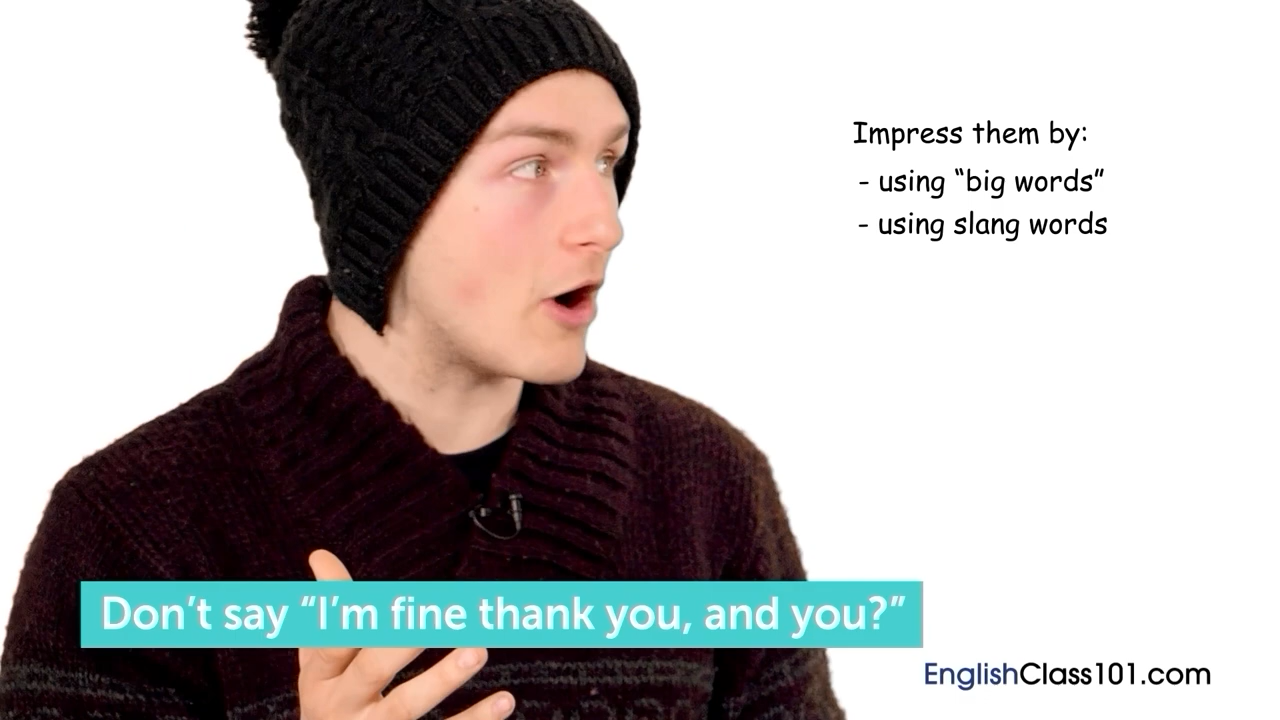 Impress them by:
- using “big words”
- using slang words
Don’t say “I’m fine thank you, and you?”
EnglishClass101.com